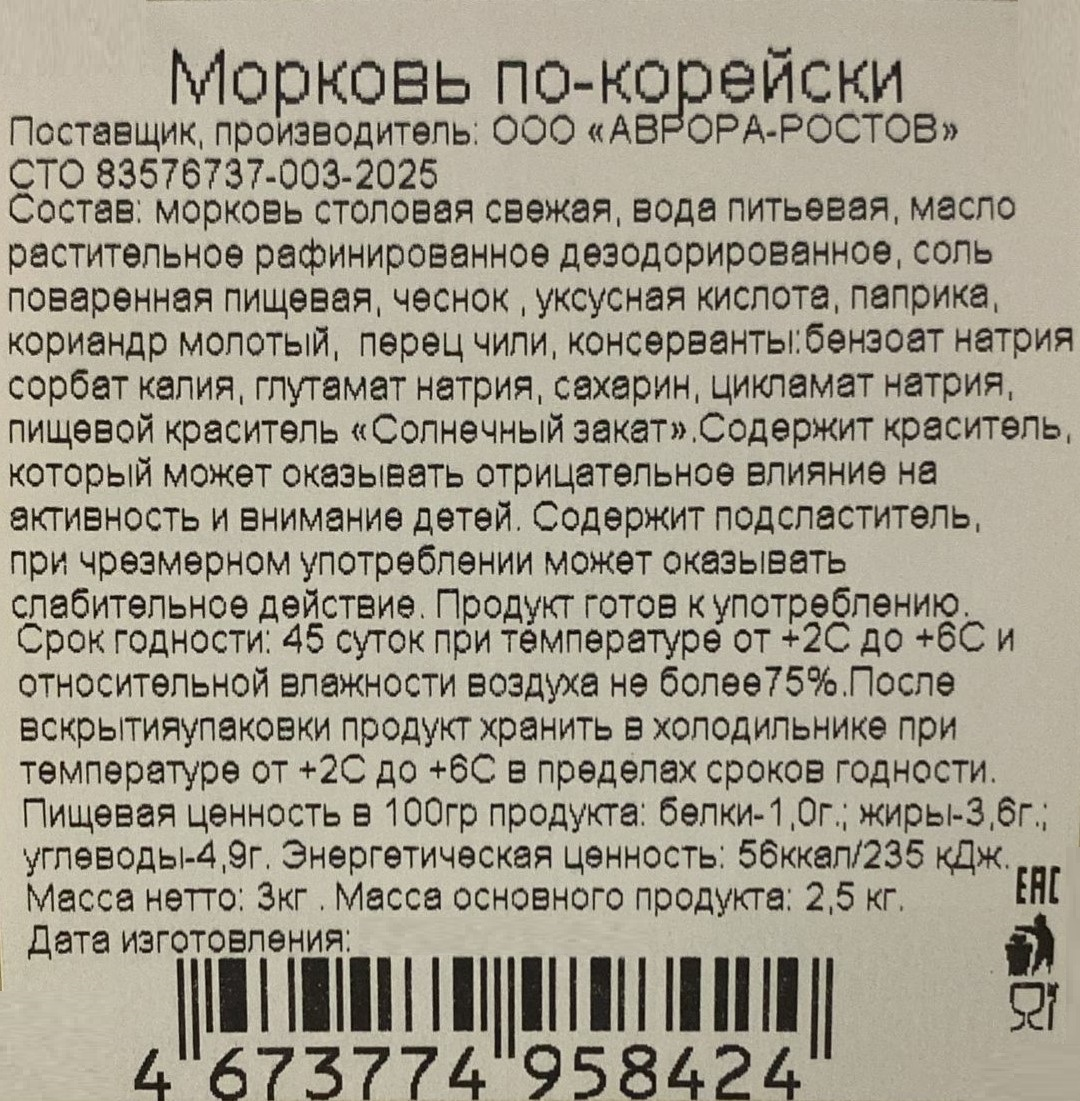 Морковь по-корейски
Поставщик, производитель: ООО «АВРОРА-РОСТОВ»
СТО 83576737-003-2025
Состав: морковь столовая свежая, вода питьевая, масло
растительное рафинированное дезодорированное, соль
поваренная пищевая, чеснок , уксусная кислота, паприка,
кориандр молотый, перец чили, консерванты:бензоат натрия
сорбат калия, глутамат натрия, сахарин, цикламат натрия,
пищевой краситель «Солнечный закат».Содержит краситель,
который может оказывать отрицательное влияние на
активность и внимание детей. Содержит подсластитель,
при чрезмерном употреблении может оказывать
слабительное действие. Продукт готов к употреблению.
Срок годности: 45 суток при температуре от +2С до +6С и
относительной влажности воздуха не более75%.После
вскрытияупаковки продукт хранить в холодильнике при
температуре от +2С до +6С в пределах сроков годности.
Пищевая ценность в 100гр продукта: белки-1,0г.; жиры-3,6г.;
углеводы-4,9г. Энергетическая ценность: 56ккал/235 кДж.
Масса нетто: 3кг . Масса основного продукта: 2,5 кг.
Дата изготовления:
EAC
4 673774 958424